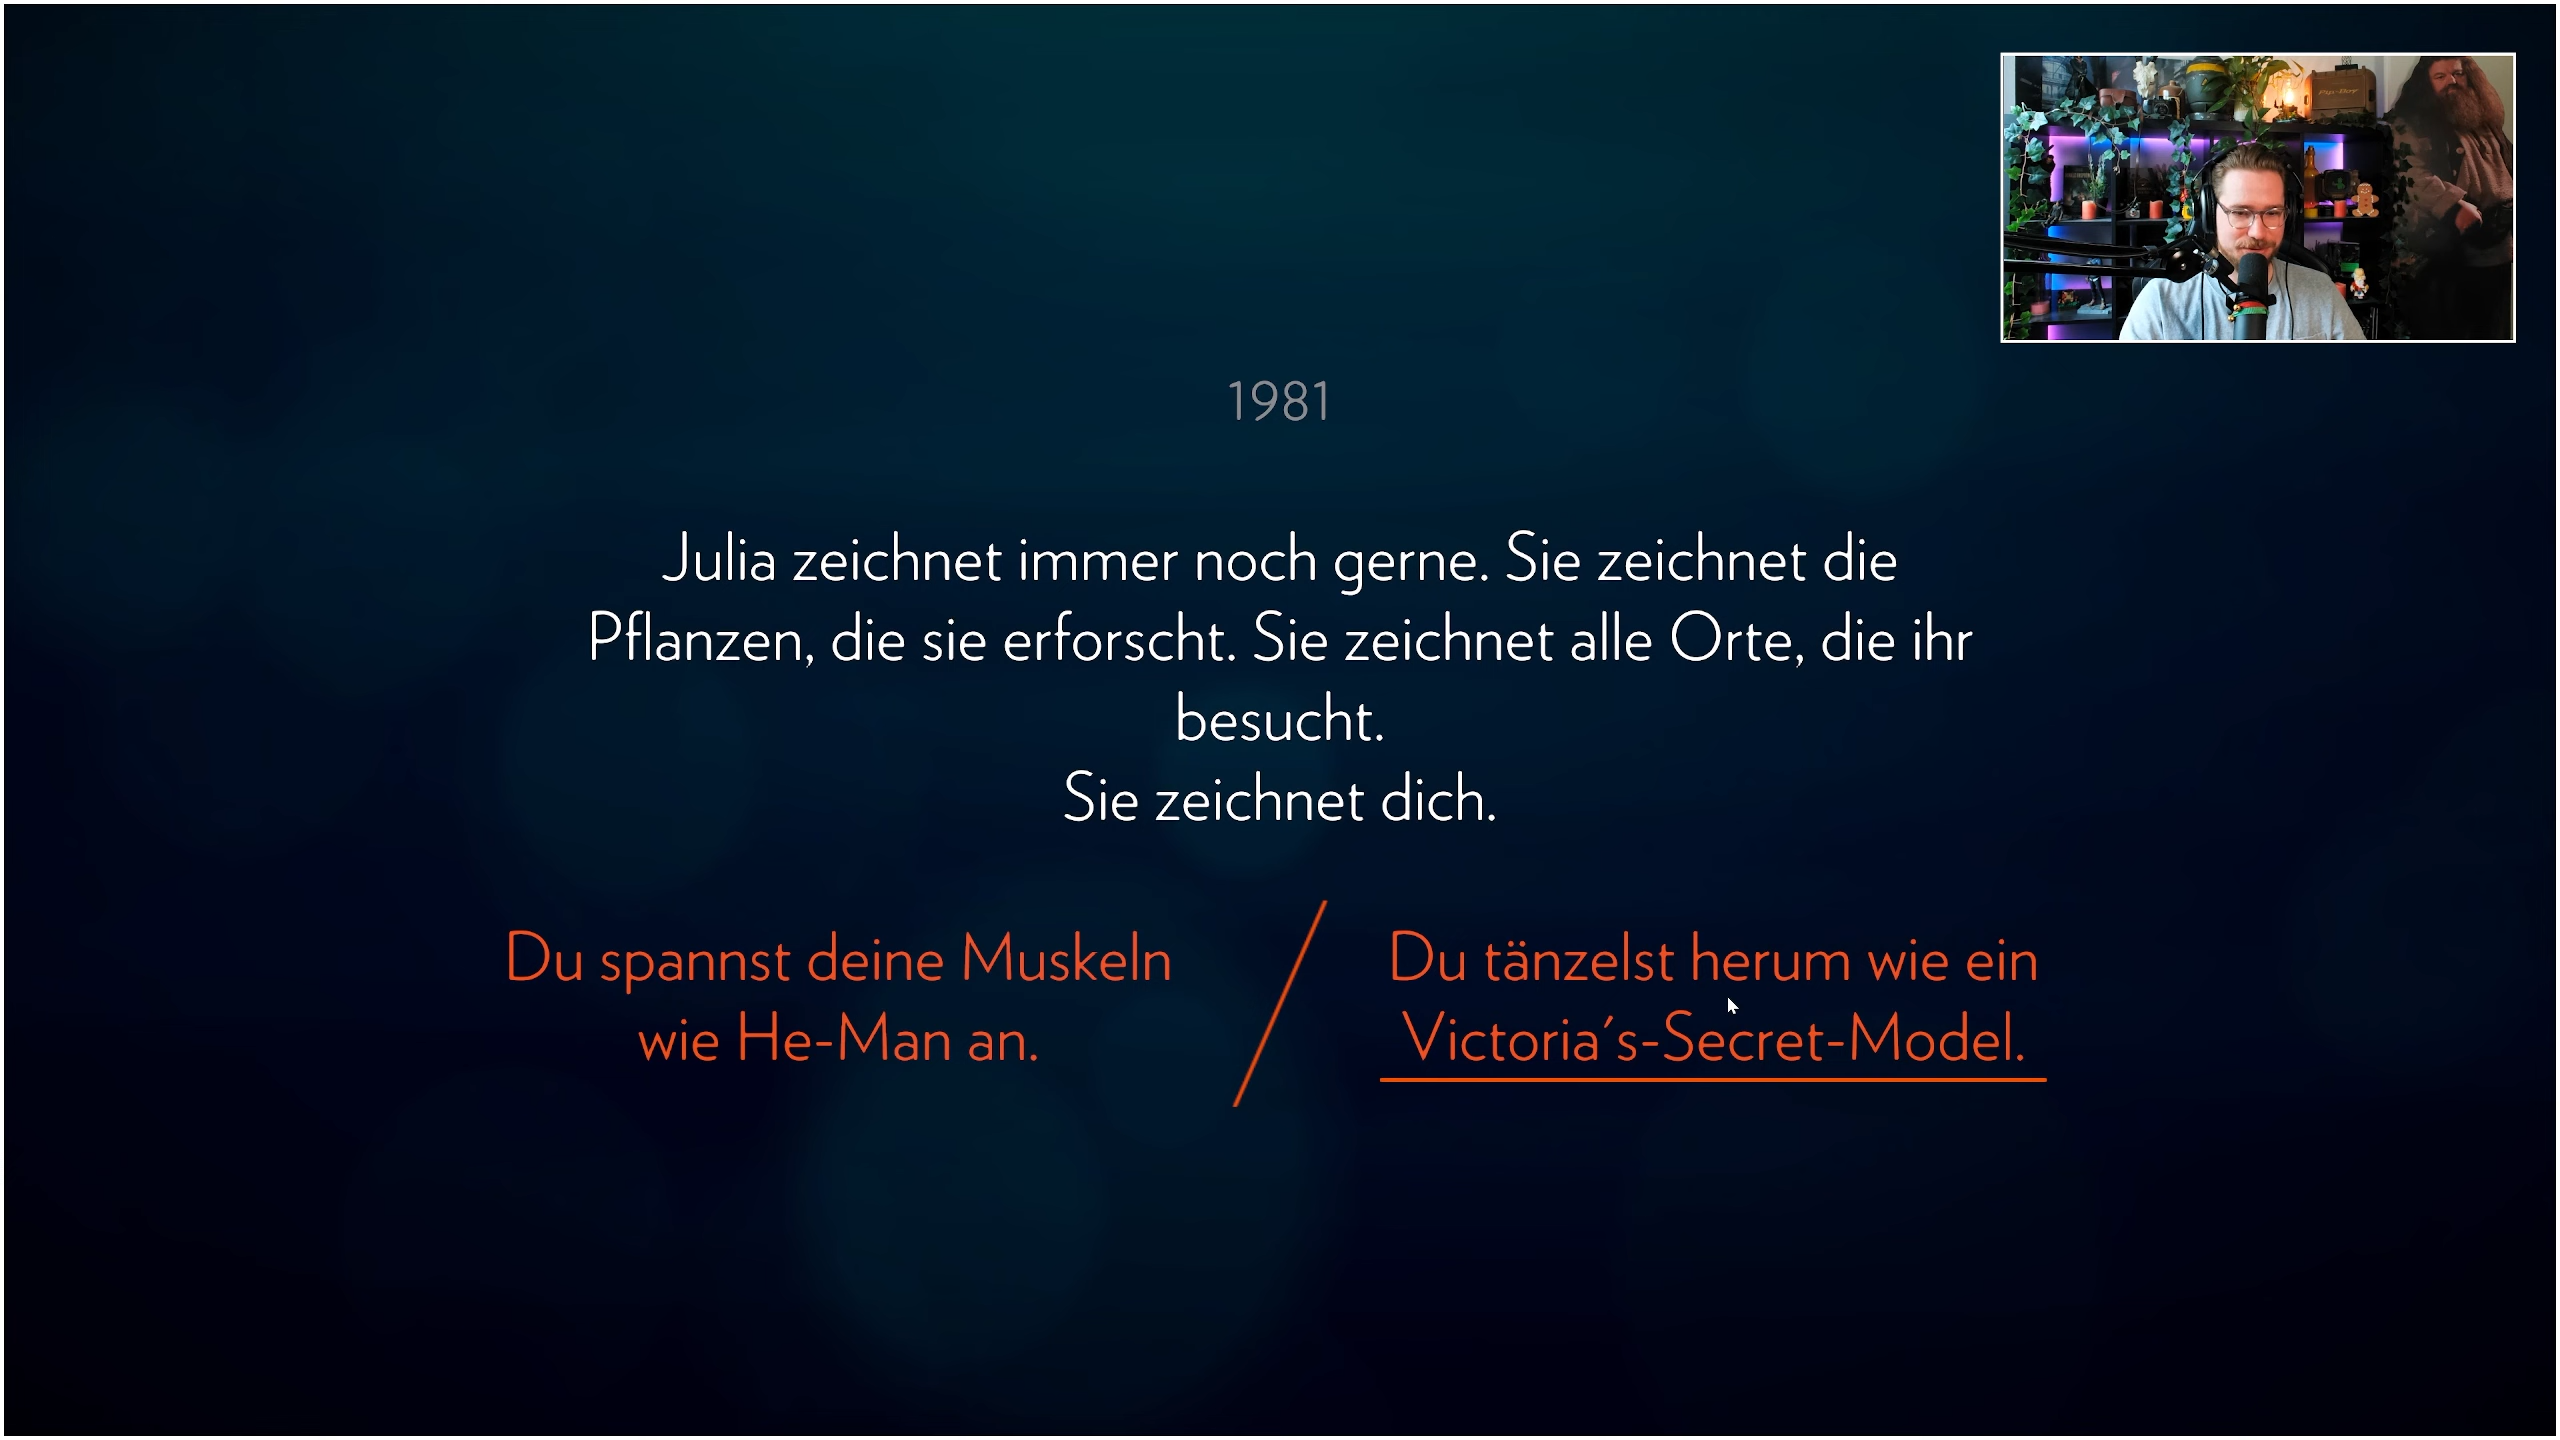 1981
Julia zeichnet immer noch gerne. Sie zeichnet die
Pflanzen, die sie erforscht. Sie zeichnet alle Orte, die ihr
besucht.
Sie zeichnet dich.
Du spannst deine Muskeln
wie He-Man an.
Du tänzelst herum wie ein
Victoria's-Secret-Model.